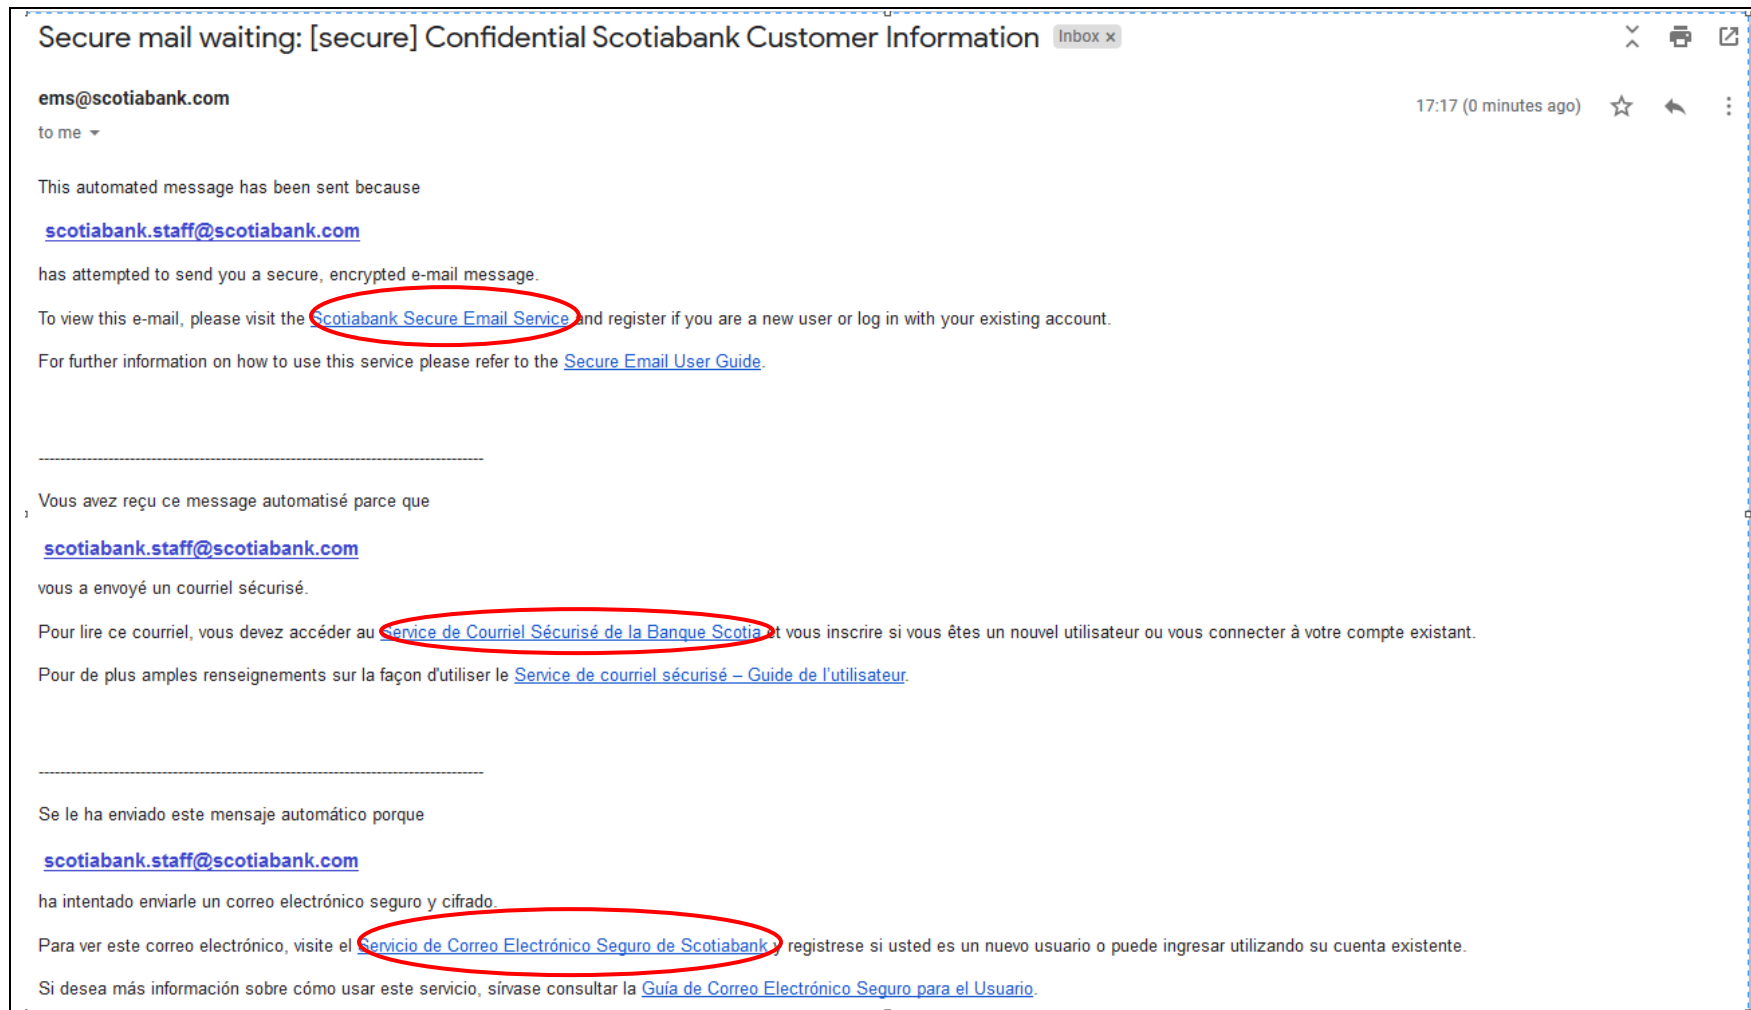 Secure mail waiting: [secure] Confidential Scotiabank Customer Information Inbox x
ems@scotiabank.com
17:17 (0 minutes ago)
to me
This automated message has been sent because
scotiabank.staff@scotiabank.com
has attempted to send you a secure, encrypted e-mail message.
To view this e-mail, please visit the Scotiabank Secure Email Service and register if you are a new user or log in with your existing account.
For further information on how to use this service please refer to the Secure Email User Guide.
--------------------------------------------------------------------------------
Vous avez reçu ce message automatisé parce que
scotiabank.staff@scotiabank.com
vous a envoyé un courriel sécurisé.
Pour lire ce courriel, vous devez accéder au Service de Courriel Sécurisé de la Banque Scotia et vous inscrire si vous êtes un nouvel utilisateur ou vous connecter à votre compte existant.
Pour de plus amples renseignements sur la façon d'utiliser le Service de courriel sécurisé – Guide de l'utilisateur.
--------------------------------------------------------------------------------
Se le ha enviado este mensaje automático porque
scotiabank.staff@scotiabank.com
ha intentado enviarle un correo electrónico seguro y cifrado.
Para ver este correo electrónico, visite el Servicio de Correo Electrónico Seguro de Scotiabank y registrese si usted es un nuevo usuario o puede ingresar utilizando su cuenta existente.
Si desea más información sobre cómo usar este servicio, sírvase consultar la Guía de Correo Electrónico Seguro para el Usuario.